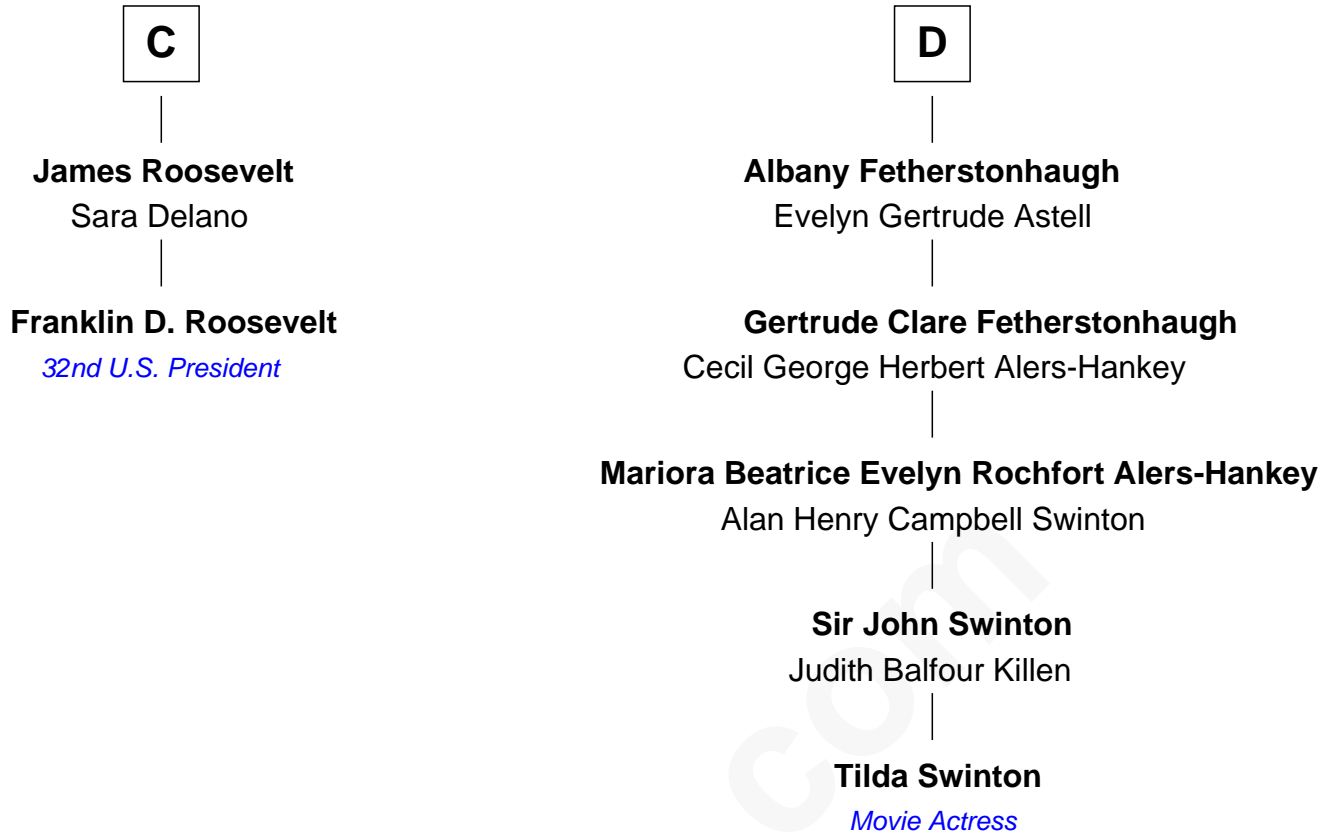 C
James Roosevelt
Sara Delano
Franklin D. Roosevelt
32nd U.S. President
D
Albany Fetherstonhaugh
Evelyn Gertrude Astell
Gertrude Clare Fetherstonhaugh
Cecil George Herbert Alers-Hankey
Mariora Beatrice Evelyn Rochfort Alers-Hankey
Alan Henry Campbell Swinton
Sir John Swinton
Judith Balfour Killen
Tilda Swinton
Movie Actress
com